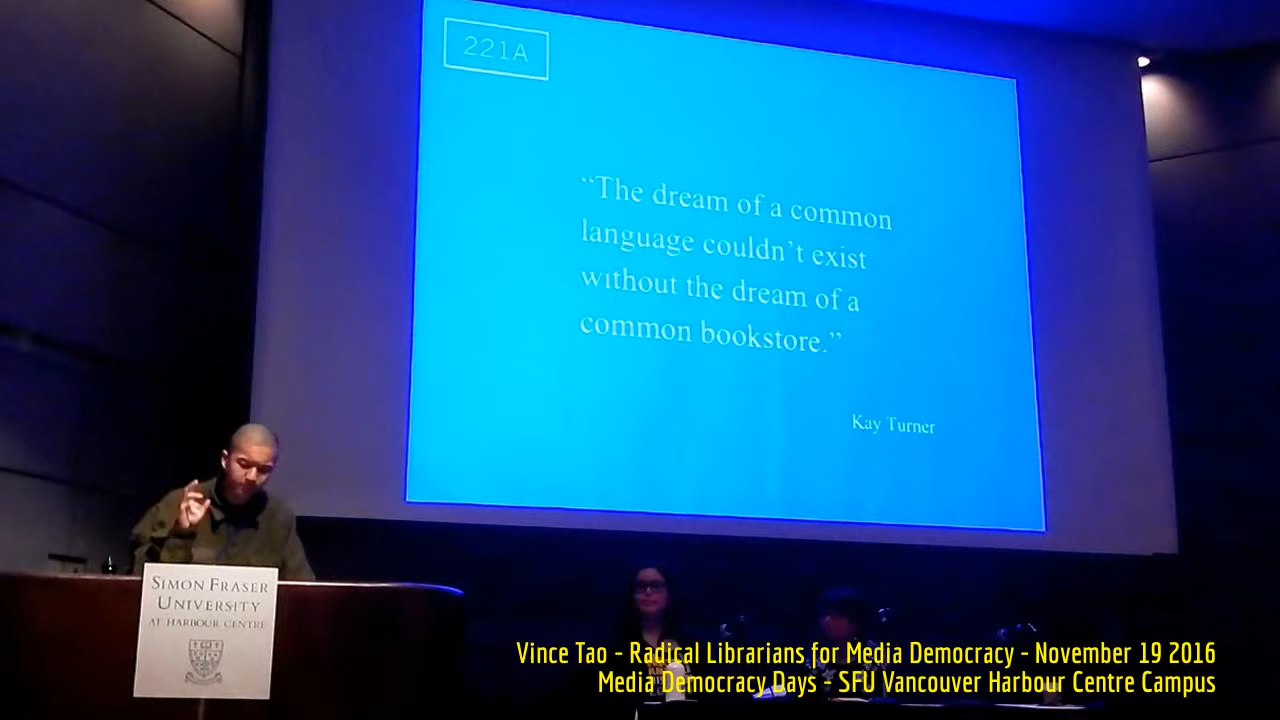 221A
“The dream of a common
language couldn’t exist
without the dream of a
common bookstore.”
Kay Turner
SIMON FRASER
UNIVERSITY
AT HARBOUR CENTRE
Vince Tao - Radical Librarians for Media Democracy - November 19 2016
Media Democracy Days - SFU Vancouver Harbour Centre Campus